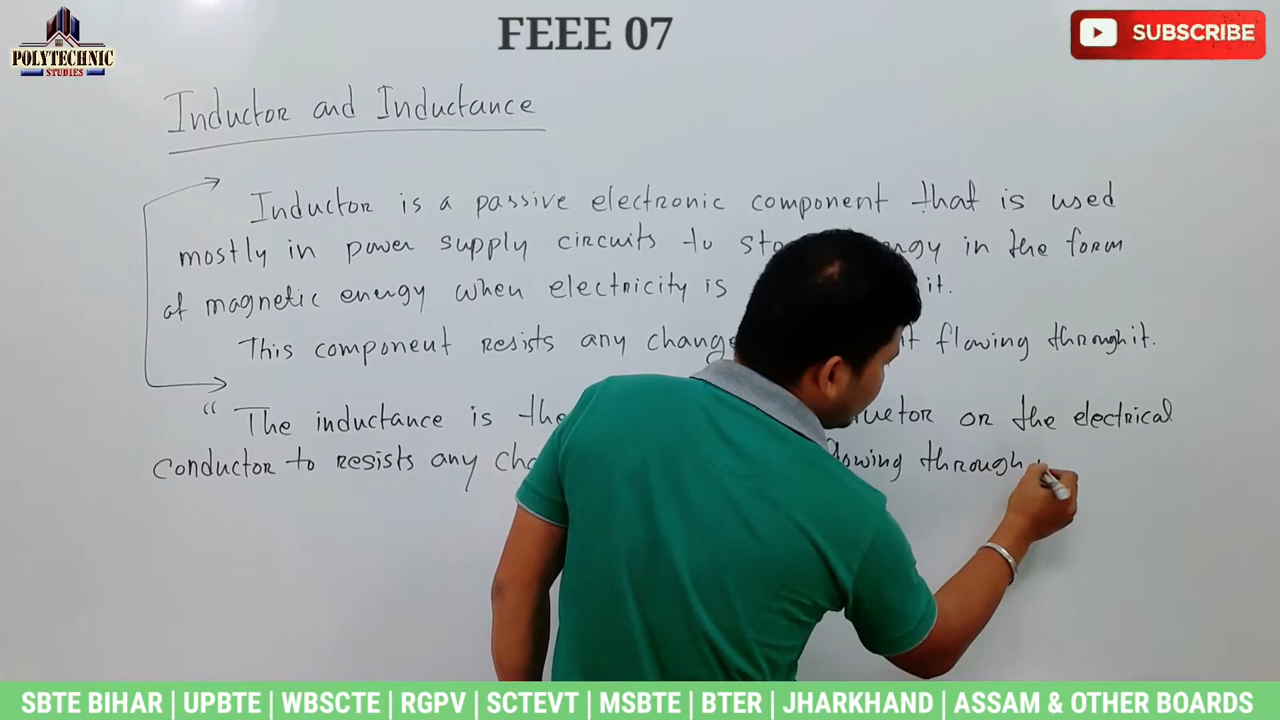 POLYTECHNIC
STUDIES
FEEE 07
SUBSCRIBE
Inductor and Inductance
Inductor is a passive electronic component that is used
mostly in power supply circuits to in the form
of magnetic energy when electricity is it.
This component resists any change flowing through it.
“ The inductance is the or the electrical
conductor to resists any flowing through
SBTE BIHAR | UPBTE | WBSCTE | RGPV | SCTEVT | MSBTE | BTER | JHARKHAND | ASSAM & OTHER BOARDS